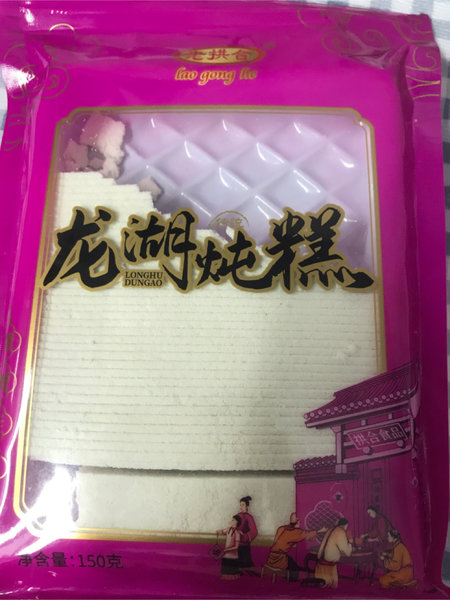 老拱合
lao gong he
龙湖炖糕
LONGHU
DUNGAO
拱合食品
净含量:150克